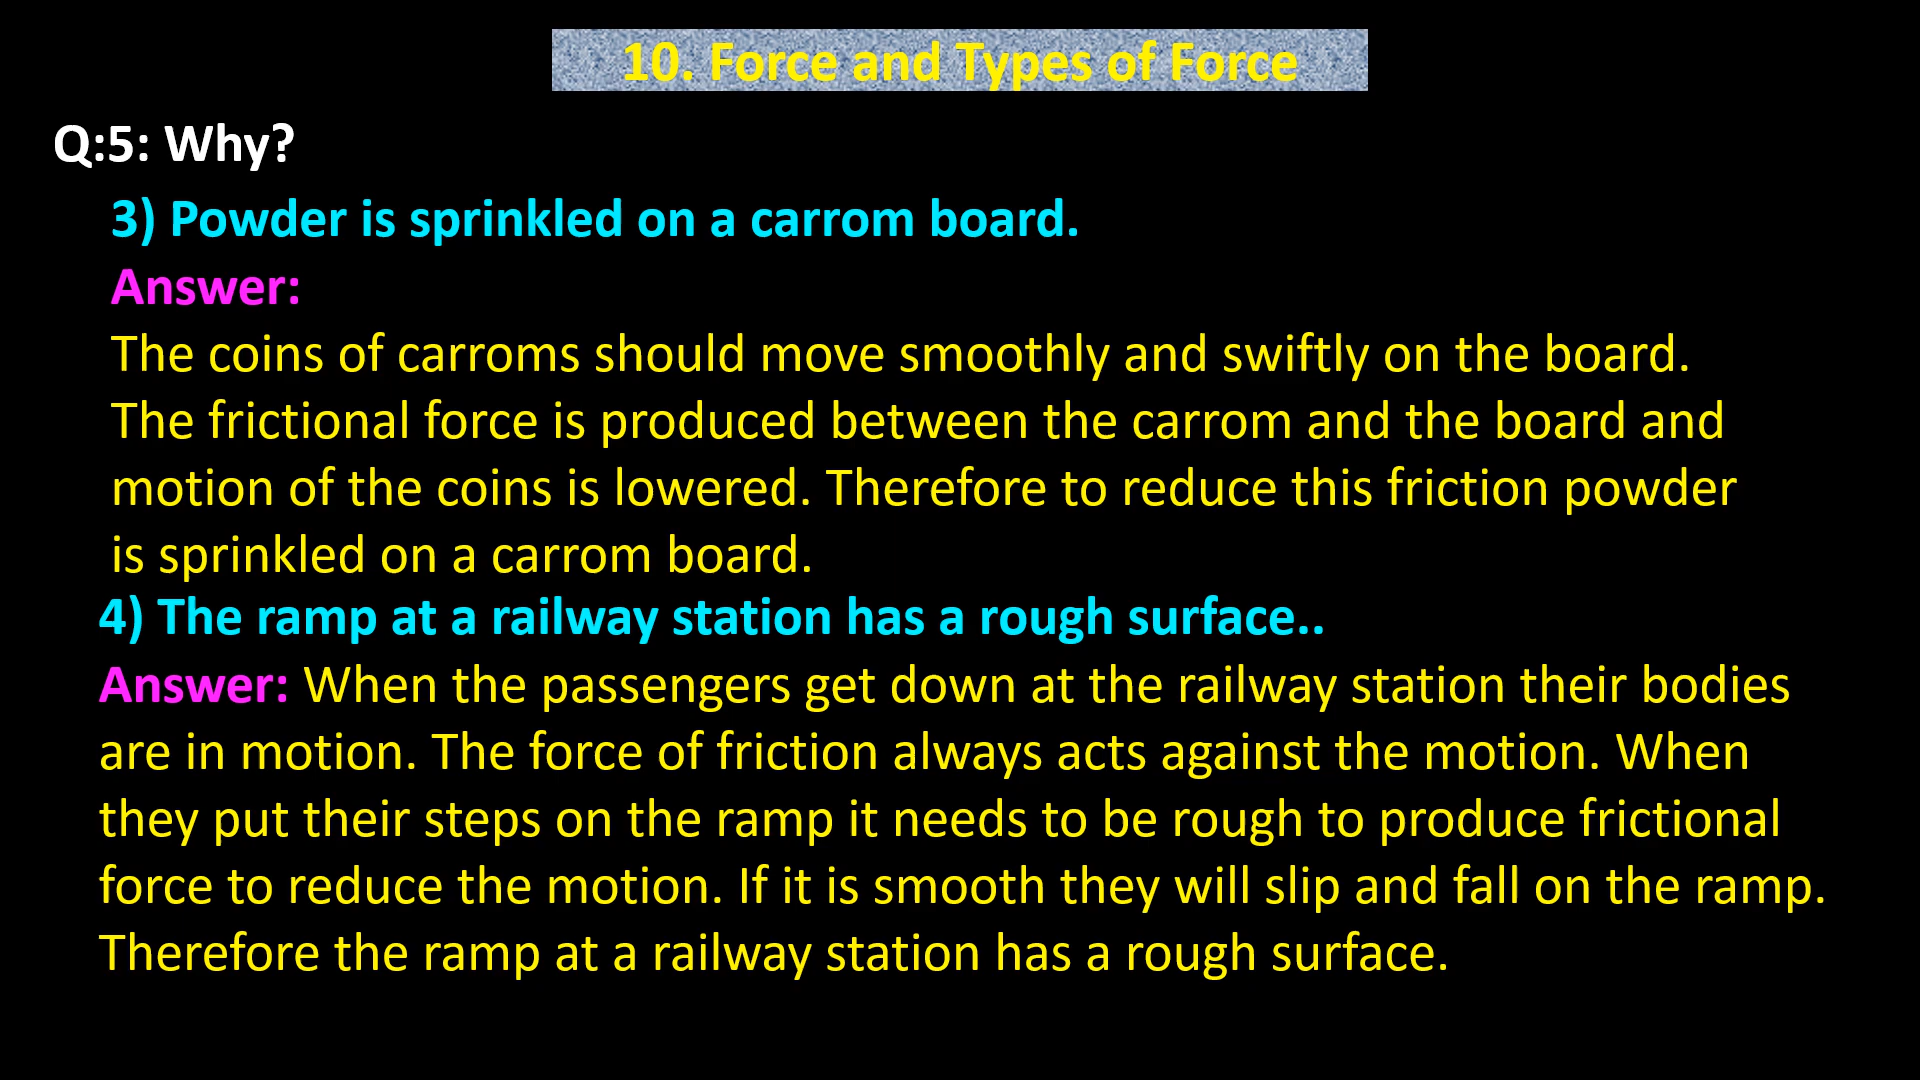 10. Force and Types of Force
Q:5: Why?
3) Powder is sprinkled on a carrom board.
Answer:
The coins of carroms should move smoothly and swiftly on the board.
The frictional force is produced between the carrom and the board and
motion of the coins is lowered. Therefore to reduce this friction powder
is sprinkled on a carrom board.
4) The ramp at a railway station has a rough surface..
Answer: When the passengers get down at the railway station their bodies
are in motion. The force of friction always acts against the motion. When
they put their steps on the ramp it needs to be rough to produce frictional
force to reduce the motion. If it is smooth they will slip and fall on the ramp.
Therefore the ramp at a railway station has a rough surface.